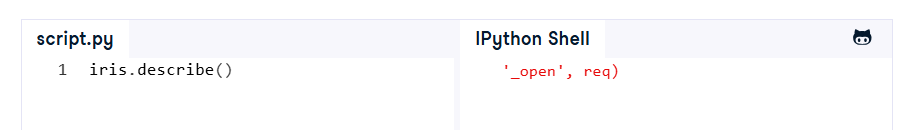 script.py
IPython Shell
1 iris.describe()
'_open', req)